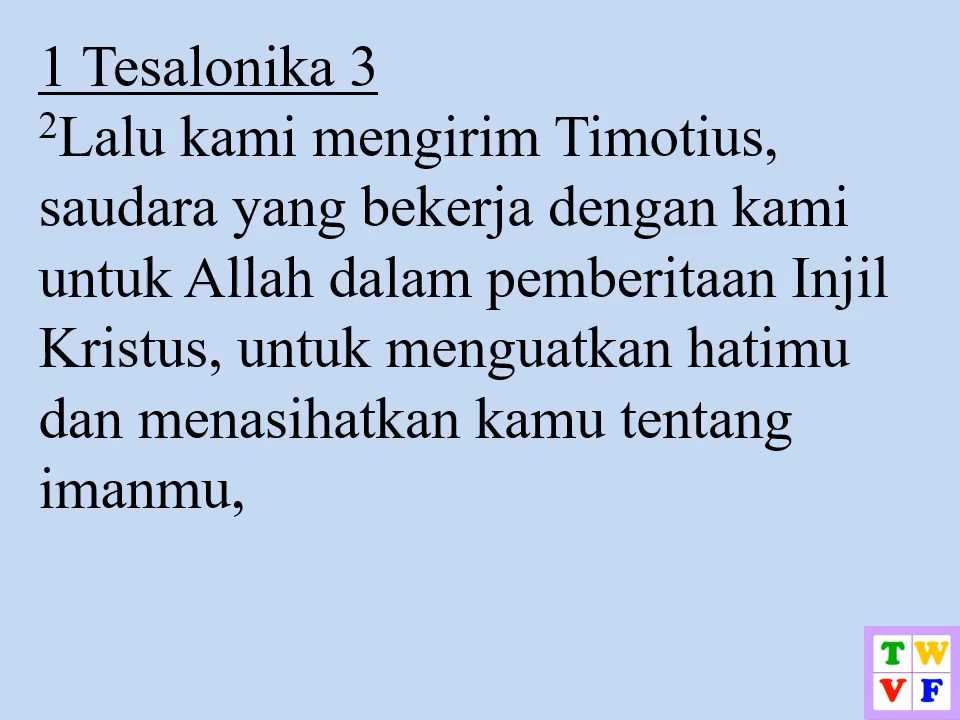 1 Tesalonika 3
²Lalu kami mengirim Timotius,
saudara yang bekerja dengan kami
untuk Allah dalam pemberitaan Injil
Kristus, untuk menguatkan hatimu
dan menasihatkan kamu tentang
imanmu,
T W
V F